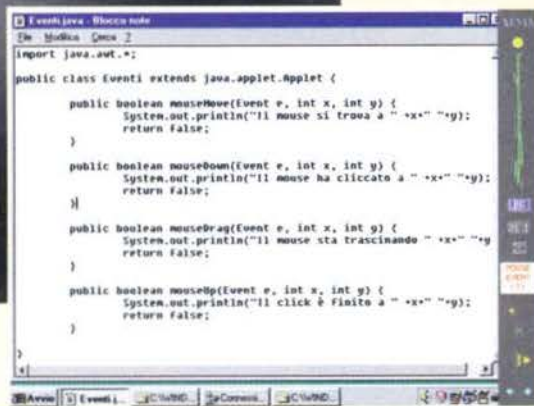 Eventi.java - Blocco note
File Modifica Cerca ?
import java.awt.*;
public class Eventi extends java.applet.Applet {
public boolean mouseMove(Event e, int x, int y) {
System.out.println("Il mouse si trova a " +x+" "+y);
return false;
}
public boolean mouseDown(Event e, int x, int y) {
System.out.println("Il mouse ha cliccato a " +x+" "+y);
return false;
}
public boolean mouseDrag(Event e, int x, int y) {
System.out.println("Il mouse sta trascinando " +x+" "+y
return false;
}
public boolean mouseUp(Event e, int x, int y) {
System.out.println("Il click è finito a " +x+" "+y);
return false;
}
}
Avvio Eventi.j... C:\WIND... Connessi... C:\WIND...